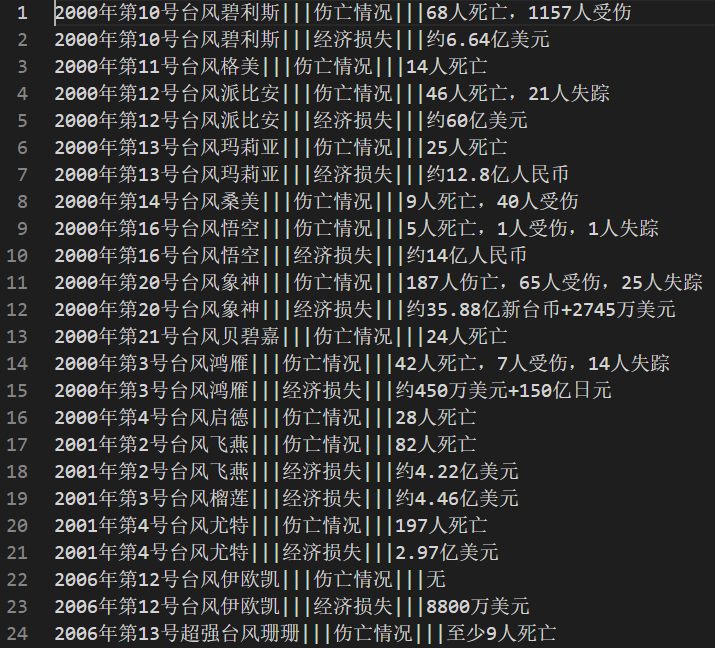 1 2000年第10号台风碧利斯|||伤亡情况|||68人死亡，1157人受伤
2 2000年第10号台风碧利斯|||经济损失|||约6.64亿美元
3 2000年第11号台风格美|||伤亡情况|||14人死亡
4 2000年第12号台风派比安|||伤亡情况|||46人死亡，21人失踪
5 2000年第12号台风派比安|||经济损失|||约60亿美元
6 2000年第13号台风玛莉亚|||伤亡情况|||25人死亡
7 2000年第13号台风玛莉亚|||经济损失|||约12.8亿人民币
8 2000年第14号台风桑美|||伤亡情况|||9人死亡，40人受伤
9 2000年第16号台风悟空|||伤亡情况|||5人死亡，1人受伤，1人失踪
10 2000年第16号台风悟空|||经济损失|||约14亿人民币
11 2000年第20号台风象神|||伤亡情况|||187人伤亡，65人受伤，25人失踪
12 2000年第20号台风象神|||经济损失|||约35.88亿新台币+2745万美元
13 2000年第21号台风贝碧嘉|||伤亡情况|||24人死亡
14 2000年第3号台风鸿雁|||伤亡情况|||42人死亡，7人受伤，14人失踪
15 2000年第3号台风鸿雁|||经济损失|||约450万美元+150亿日元
16 2000年第4号台风启德|||伤亡情况|||28人死亡
17 2001年第2号台风飞燕|||伤亡情况|||82人死亡
18 2001年第2号台风飞燕|||经济损失|||约4.22亿美元
19 2001年第3号台风榴莲|||经济损失|||约4.46亿美元
20 2001年第4号台风尤特|||伤亡情况|||197人死亡
21 2001年第4号台风尤特|||经济损失|||2.97亿美元
22 2006年第12号台风伊欧凯|||伤亡情况|||无
23 2006年第12号台风伊欧凯|||经济损失|||8800万美元
24 2006年第13号超强台风珊珊|||伤亡情况|||至少9人死亡